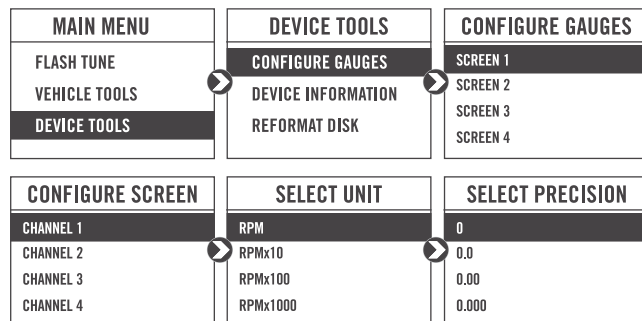 MAIN MENU
FLASH TUNE
VEHICLE TOOLS
DEVICE TOOLS
DEVICE TOOLS
CONFIGURE GAUGES
DEVICE INFORMATION
REFORMAT DISK
CONFIGURE GAUGES
SCREEN 1
SCREEN 2
SCREEN 3
SCREEN 4
CONFIGURE SCREEN
CHANNEL 1
CHANNEL 2
CHANNEL 3
CHANNEL 4
SELECT UNIT
RPM
RPMx10
RPMx100
RPMx1000
SELECT PRECISION
0
0.0
0.00
0.000